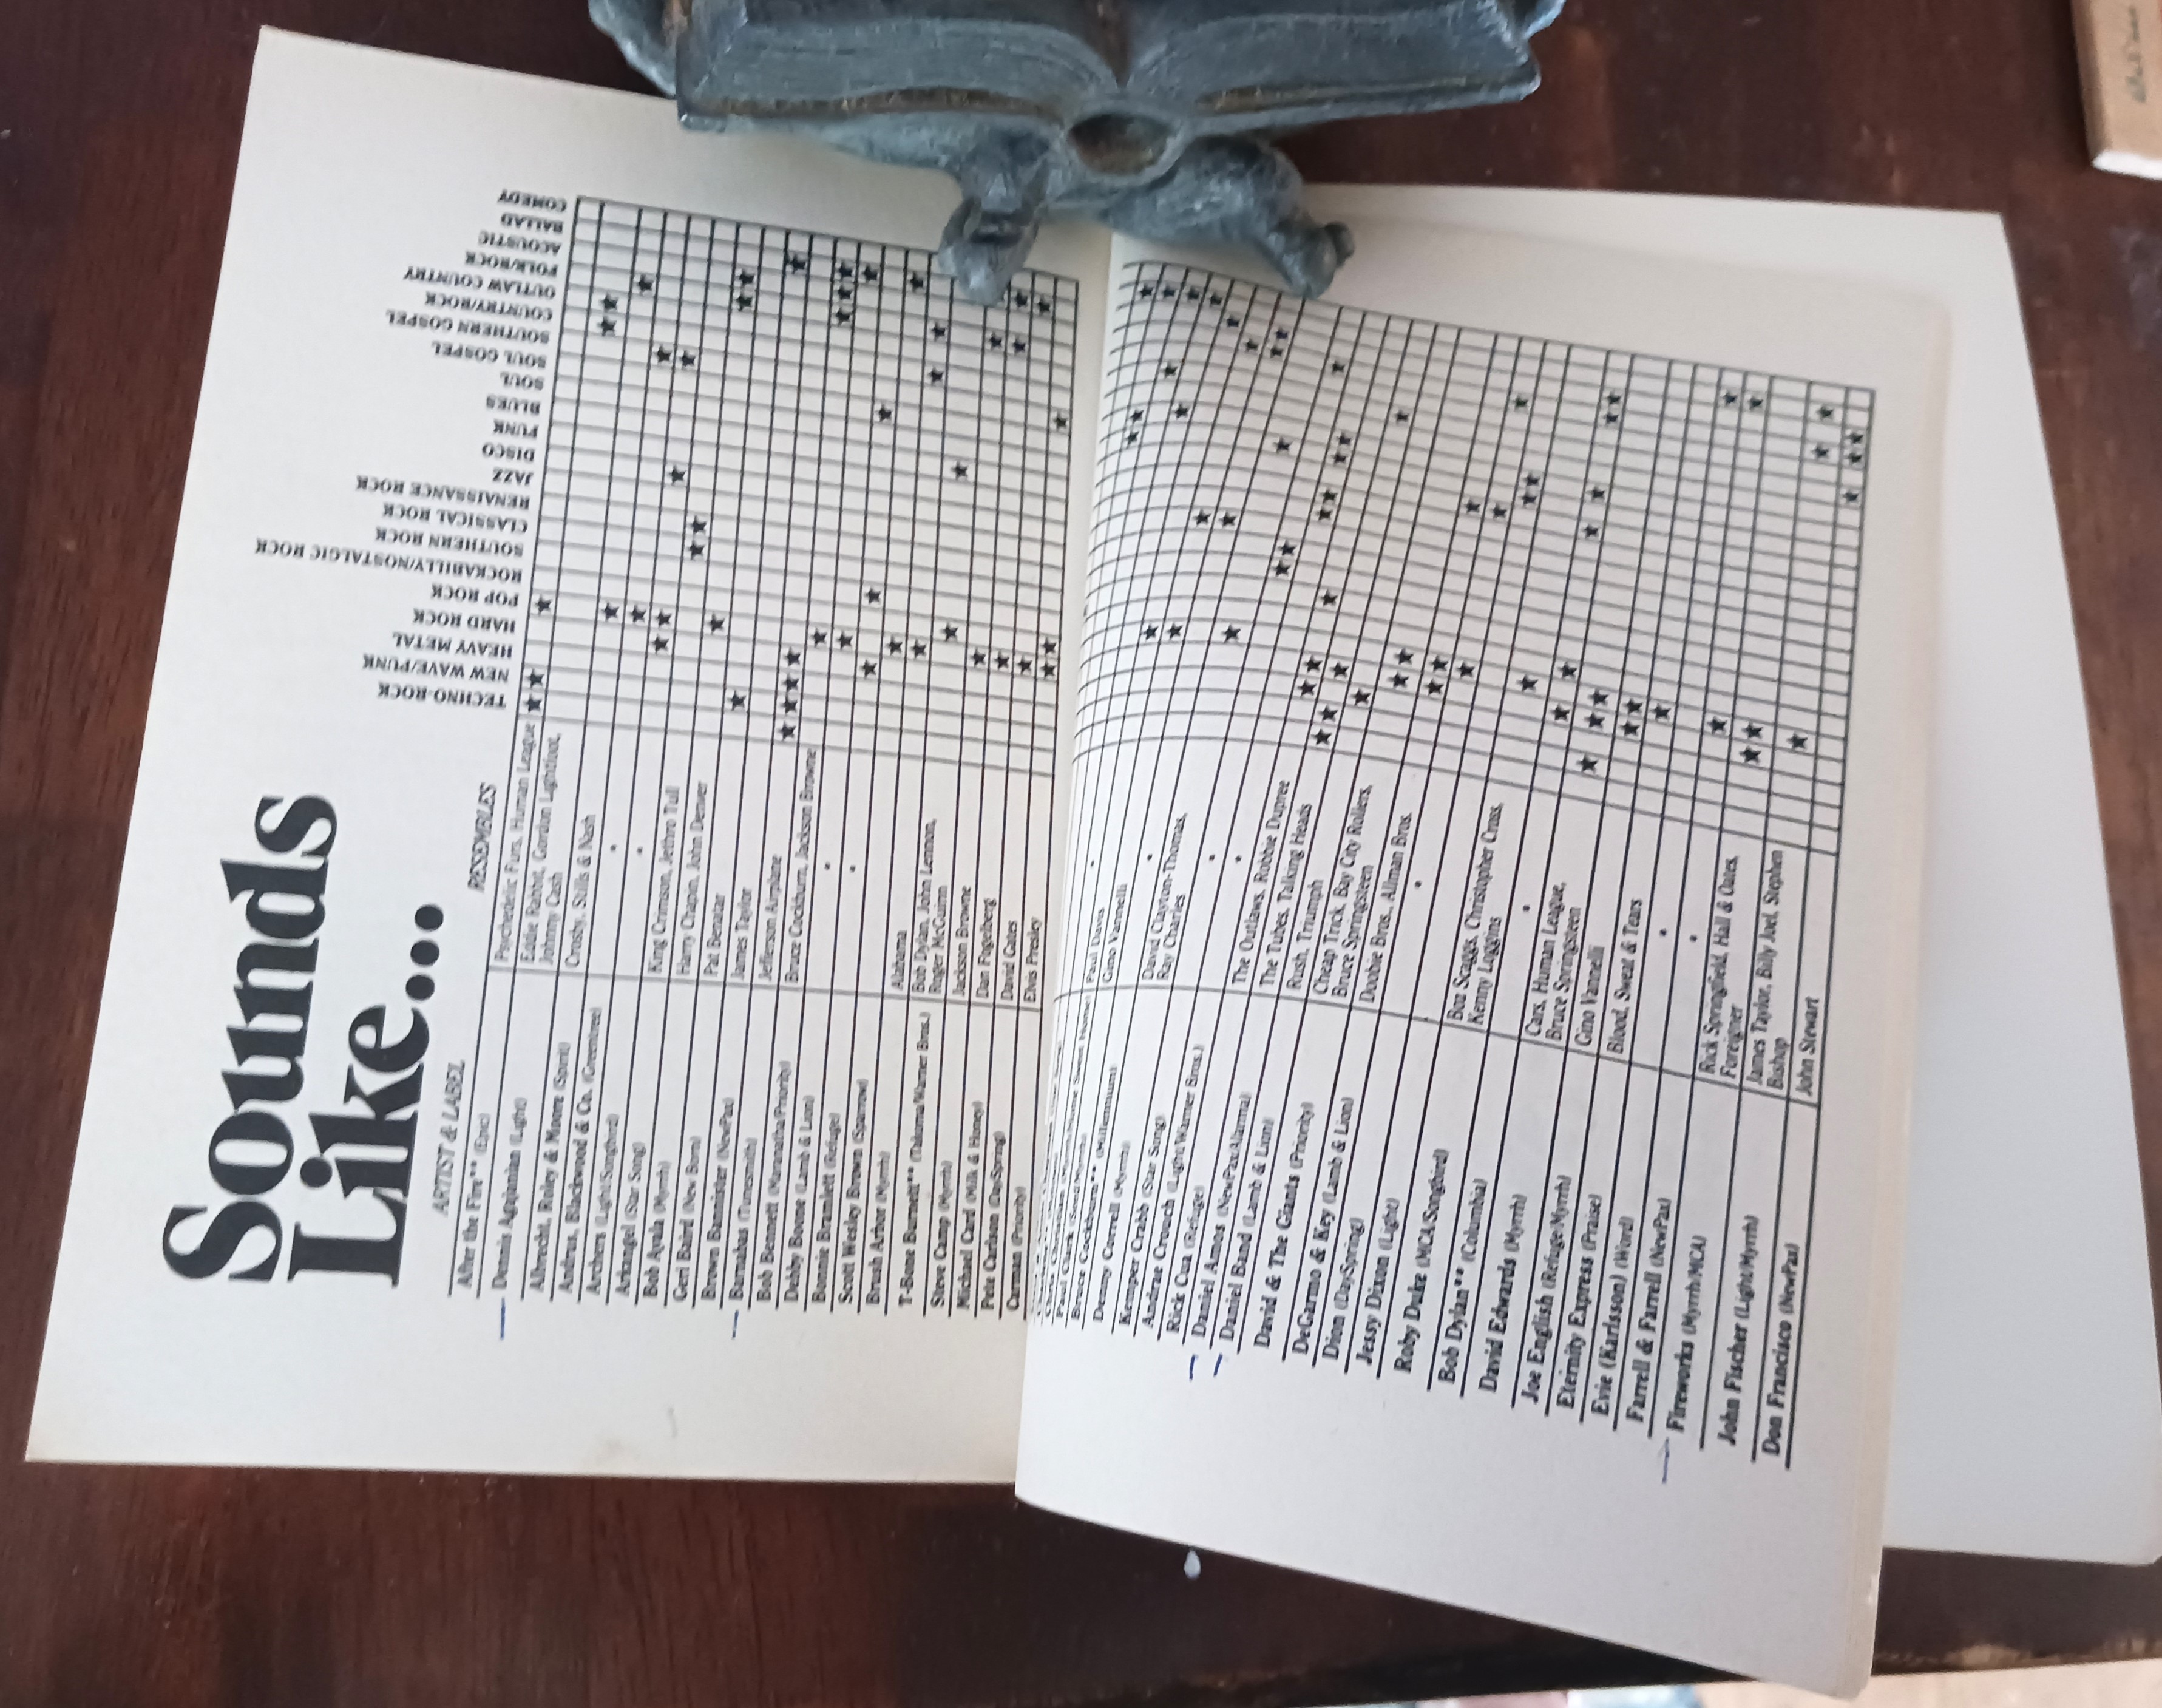 Sounds
Like...
ARTIST & LABEL
RESEMBLES
TECHNO-ROCK
NEW WAVE/PUNK
HEAVY METAL
HARD ROCK
POP ROCK
ROCKABILLY/NOSTALGIC ROCK
SOUTHERN ROCK
CLASSICAL ROCK
RENAISSANCE ROCK
JAZZ
DISCO
FUNK
BLUES
SOUL
SOUL GOSPEL
SOUTHERN GOSPEL
COUNTRY/ROCK
OUTLAW COUNTRY
FOLK/ROCK
ACOUSTIC
BALLAD
COMEDY
After the Fire** (Epic)
Dennis Agajanian (Light)
Albrecht, Roley & Moore (Spirit)
Andrus, Blackwood & Co. (Greentree)
Archers (Light/Songbird)
Arkangel (Star Song)
Bob Ayala (Myrrh)
Geri Baird (New Born)
Brown Bannister (NewPax)
Barnabas (Tunesmith)
Bob Bennett (Maranatha/Priority)
Debby Boone (Lamb & Lion)
Bonnie Bramlett (Refuge)
Scott Wesley Brown (Sparrow)
Brush Arbor (Myrrh)
T-Bone Burnett** (Takoma/Warner Bros.)
Steve Camp (Myrrh)
Michael Card (Milk & Honey)
Pete Carlson (DaySpring)
Carman (Priority)
Psychedelic Furs, Human League
Eddie Rabbit, Gordon Lightfoot,
Johnny Cash
Crosby, Stills & Nash
King Crimson, Jethro Tull
Harry Chapin, John Denver
Pat Benatar
James Taylor
Jefferson Airplane
Bruce Cockburn, Jackson Browne
Alabama
Bob Dylan, John Lennon,
Roger McGuinn
Jackson Browne
Dan Fogelberg
David Gates
Elvis Presley
Paul Clark
Bruce Cockburn** (Millennium)
Denny Correll (Myrrh)
Kemper Crabb (Star Song)
Andrae Crouch (Light/Warner Bros.)
Rick Cua (Refuge)
Daniel Amos (NewPax/Alarma)
Daniel Band (Lamb & Lion)
David & The Giants (Priority)
DeGarmo & Key (Lamb & Lion)
Dion (DaySpring)
Jessy Dixon (Light)
Roby Duke (MCA/Songbird)
Bob Dylan** (Columbia)
David Edwards (Myrrh)
Joe English (Refuge/Myrrh)
Eternity Express (Praise)
Evie (Karlsson) (Word)
Farrell & Farrell (NewPax)
Fireworks (Myrrh/MCA)
John Fischer (Light/Myrrh)
Don Francisco (NewPax)
Paul Davis
Gino Vannelli
David Clayton-Thomas,
Ray Charles
The Outlaws, Robbie Dupree
The Tubes, Talking Heads
Rush, Triumph
Cheap Trick, Bay City Rollers,
Bruce Springsteen
Doobie Bros., Allman Bros.
Boz Scaggs, Christopher Cross,
Kenny Loggins
Cars, Human League,
Bruce Springsteen
Gino Vannelli
Blood, Sweat & Tears
Rick Springfield, Hall & Oates,
Foreigner
James Taylor, Billy Joel, Stephen
Bishop
John Stewart